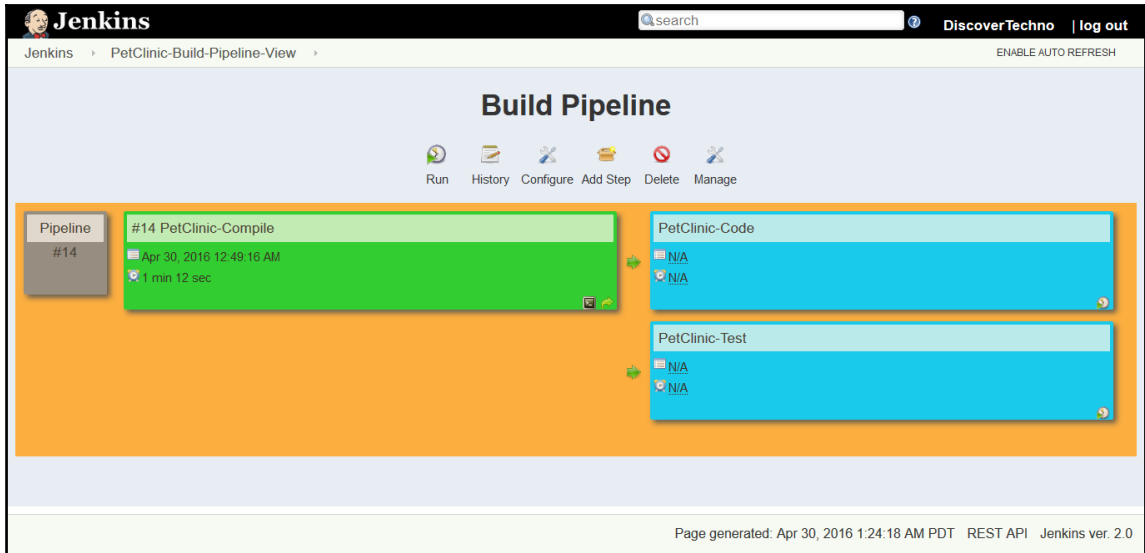 Jenkins
search
DiscoverTechno | log out
Jenkins PetClinic-Build-Pipeline-View
ENABLE AUTO REFRESH
Build Pipeline
Run History Configure Add Step Delete Manage
Pipeline
#14
#14 PetClinic-Compile
Apr 30, 2016 12:49:16 AM
1 min 12 sec
PetClinic-Code
N/A
N/A
PetClinic-Test
N/A
N/A
Page generated: Apr 30, 2016 1:24:18 AM PDT REST API Jenkins ver. 2.0